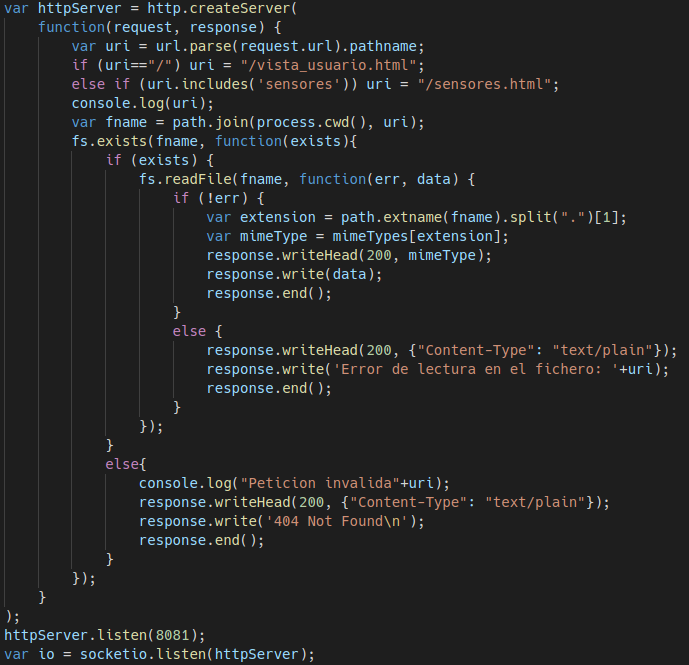 var httpServer = http.createServer(
    function(request, response) {
        var uri = url.parse(request.url).pathname;
        if (uri=="/") uri = "/vista_usuario.html";
        else if (uri.includes('sensores')) uri = "/sensores.html";
        console.log(uri);
        var fname = path.join(process.cwd(), uri);
        fs.exists(fname, function(exists){
            if (exists) {
                fs.readFile(fname, function(err, data) {
                    if (!err) {
                        var extension = path.extname(fname).split(".")[1];
                        var mimeType = mimeTypes[extension];
                        response.writeHead(200, mimeType);
                        response.write(data);
                        response.end();
                    }
                    else {
                        response.writeHead(200, {"Content-Type": "text/plain"});
                        response.write('Error de lectura en el fichero: '+uri);
                        response.end();
                    }
                });
            }
            else{
                console.log("Peticion invalida"+uri);
                response.writeHead(200, {"Content-Type": "text/plain"});
                response.write('404 Not Found\n');
                response.end();
            }
        });
    }
);
httpServer.listen(8081);
var io = socketio.listen(httpServer);